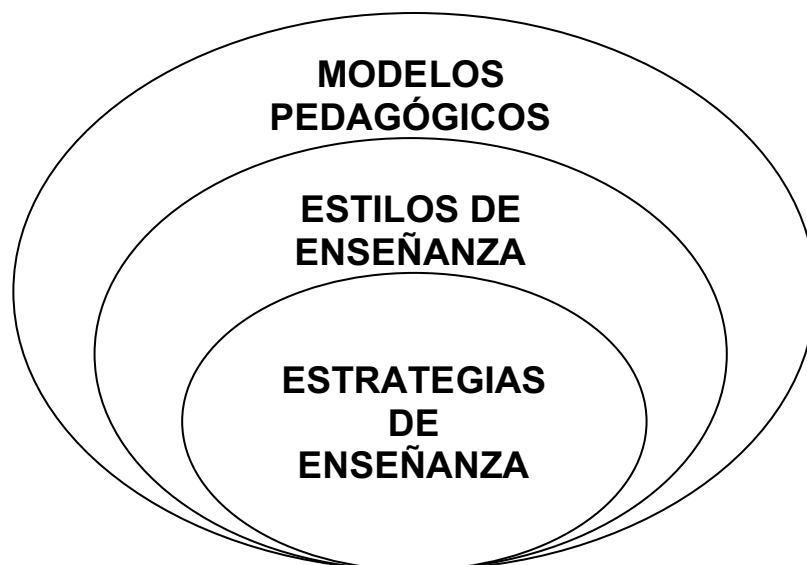 MODELOS
PEDAGÓGICOS
ESTILOS DE
ENSEÑANZA
ESTRATEGIAS
DE
ENSEÑANZA